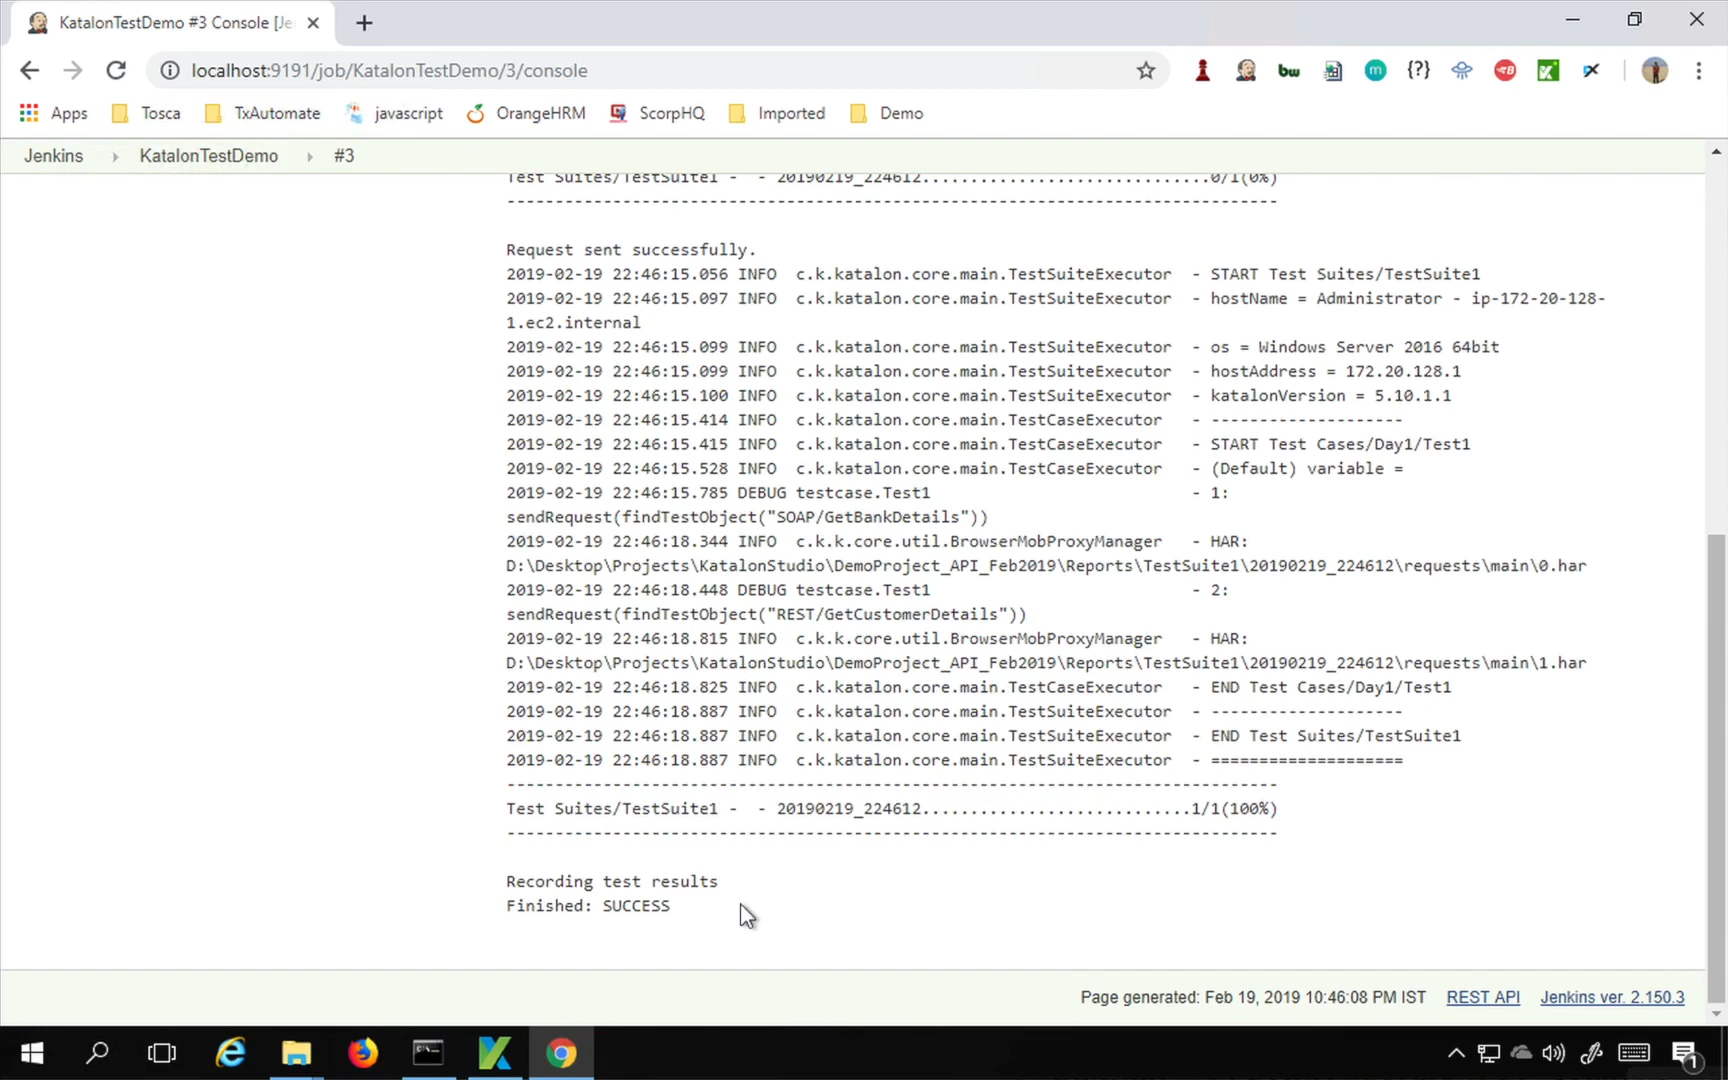 KatalonTestDemo #3 Console [Je
localhost:9191/job/KatalonTestDemo/3/console
bw
m
{?}
Apps
Tosca
TxAutomate
javascript
OrangeHRM
ScorpHQ
Imported
Demo
Jenkins
KatalonTestDemo
#3
Test Suites/TestSuite1 -  - 20190219_224612..............................0/1(0%)
--------------------------------------------------------------------------------
Request sent successfully.
2019-02-19 22:46:15.056 INFO  c.k.katalon.core.main.TestSuiteExecutor  - START Test Suites/TestSuite1
2019-02-19 22:46:15.097 INFO  c.k.katalon.core.main.TestSuiteExecutor  - hostName = Administrator - ip-172-20-128-
1.ec2.internal
2019-02-19 22:46:15.099 INFO  c.k.katalon.core.main.TestSuiteExecutor  - os = Windows Server 2016 64bit
2019-02-19 22:46:15.099 INFO  c.k.katalon.core.main.TestSuiteExecutor  - hostAddress = 172.20.128.1
2019-02-19 22:46:15.100 INFO  c.k.katalon.core.main.TestSuiteExecutor  - katalonVersion = 5.10.1.1
2019-02-19 22:46:15.414 INFO  c.k.katalon.core.main.TestCaseExecutor   - --------------------
2019-02-19 22:46:15.415 INFO  c.k.katalon.core.main.TestCaseExecutor   - START Test Cases/Day1/Test1
2019-02-19 22:46:15.528 INFO  c.k.katalon.core.main.TestCaseExecutor   - (Default) variable =
2019-02-19 22:46:15.785 DEBUG testcase.Test1                           - 1:
sendRequest(findTestObject("SOAP/GetBankDetails"))
2019-02-19 22:46:18.344 INFO  c.k.k.core.util.BrowserMobProxyManager   - HAR:
D:\Desktop\Projects\KatalonStudio\DemoProject_API_Feb2019\Reports\TestSuite1\20190219_224612\requests\main\0.har
2019-02-19 22:46:18.448 DEBUG testcase.Test1                           - 2:
sendRequest(findTestObject("REST/GetCustomerDetails"))
2019-02-19 22:46:18.815 INFO  c.k.k.core.util.BrowserMobProxyManager   - HAR:
D:\Desktop\Projects\KatalonStudio\DemoProject_API_Feb2019\Reports\TestSuite1\20190219_224612\requests\main\1.har
2019-02-19 22:46:18.825 INFO  c.k.katalon.core.main.TestCaseExecutor   - END Test Cases/Day1/Test1
2019-02-19 22:46:18.887 INFO  c.k.katalon.core.main.TestSuiteExecutor  - --------------------
2019-02-19 22:46:18.887 INFO  c.k.katalon.core.main.TestSuiteExecutor  - END Test Suites/TestSuite1
2019-02-19 22:46:18.887 INFO  c.k.katalon.core.main.TestSuiteExecutor  - ====================
--------------------------------------------------------------------------------
Test Suites/TestSuite1 -  - 20190219_224612............................1/1(100%)
--------------------------------------------------------------------------------
Recording test results
Finished: SUCCESS
Page generated: Feb 19, 2019 10:46:08 PM IST
REST API
Jenkins ver. 2.150.3
1